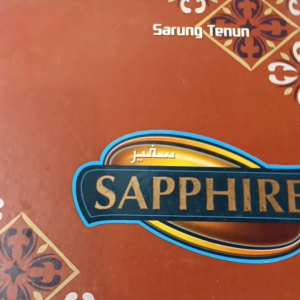 Sarung Tenun
سفير
SAPPHIRE